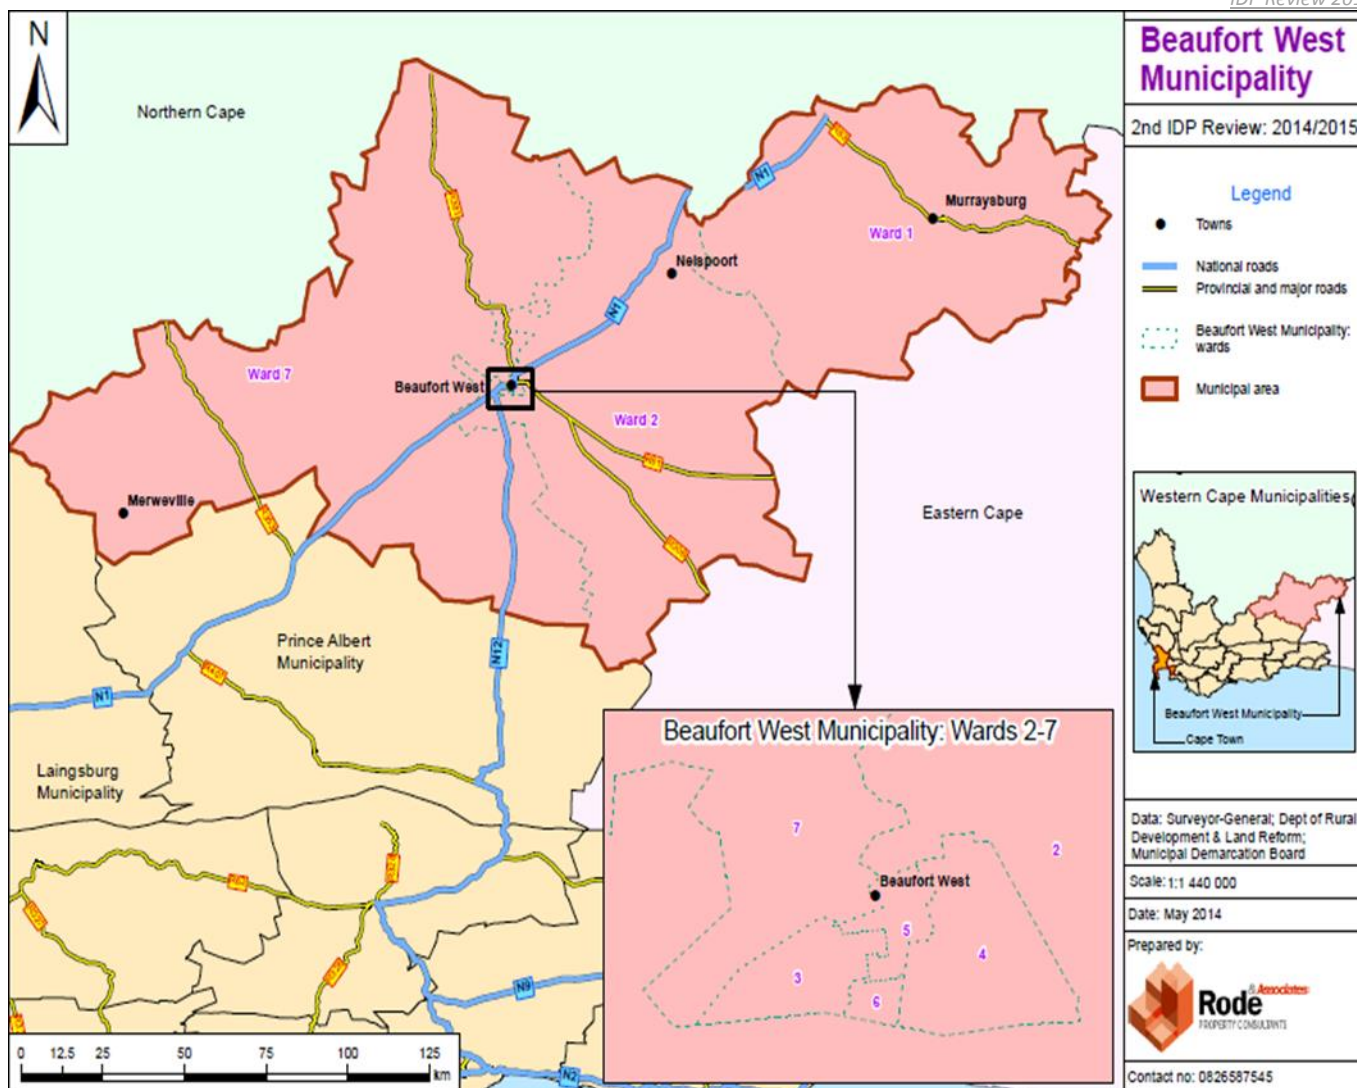 IDP Review 201
N
Northern Cape
N1
Murraysburg
Ward 1
Nelspoort
N1
Ward 7
Beaufort West
Ward 2
Merweville
Eastern Cape
Prince Albert
Municipality
N12
N1
Laingsburg
Municipality
N9
N2
0 12.5 25 50 75 100 125
km
Beaufort West Municipality: Wards 2-7
7
2
Beaufort West
5
4
3
6
Beaufort West
Municipality
2nd IDP Review: 2014/2015
Legend
Towns
National roads
Provincial and major roads
Beaufort West Municipality:
wards
Municipal area
Western Cape Municipalities
Beaufort West Municipality
Cape Town
Data: Surveyor-General; Dept of Rural
Development & Land Reform;
Municipal Demarcation Board
Scale: 1:1 440 000
Date: May 2014
Prepared by:
Rode & Associates
PROPERTY CONSULTANTS
Contact no: 0826587545